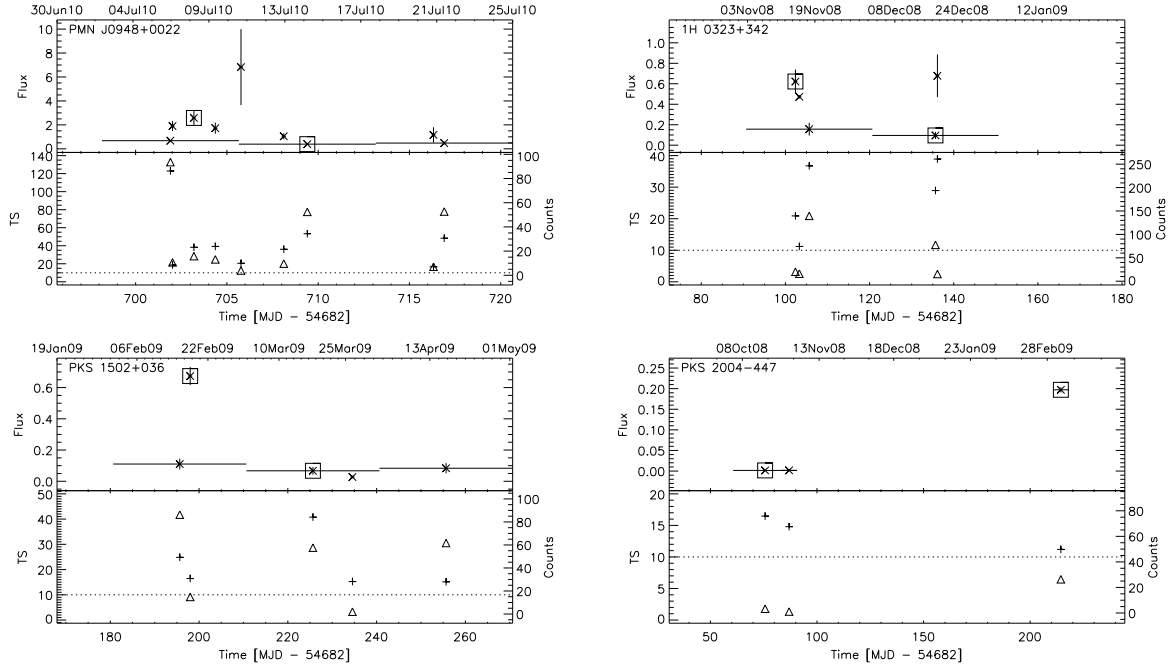 30Jun10 04Jul10 09Jul10 13Jul10 17Jul10 21Jul10 25Jul10
PMN J0948+0022
Flux
10
8
6
4
2
0
TS
140
120
100
80
60
40
20
0
Counts
100
80
60
40
20
0
700 705 710 715 720
Time [MJD - 54682]
03Nov08 19Nov08 08Dec08 24Dec08 12Jan09
1H 0323+342
Flux
1.0
0.8
0.6
0.4
0.2
0.0
TS
40
30
20
10
0
Counts
250
200
150
100
50
0
80 100 120 140 160 180
Time [MJD - 54682]
19Jan09 06Feb09 22Feb09 10Mar09 25Mar09 13Apr09 01May09
PKS 1502+036
Flux
0.6
0.4
0.2
0.0
TS
50
40
30
20
10
0
Counts
100
80
60
40
20
0
180 200 220 240 260
Time [MJD - 54682]
08Oct08 13Nov08 18Dec08 23Jan09 28Feb09
PKS 2004-447
Flux
0.25
0.20
0.15
0.10
0.05
0.00
TS
20
15
10
5
0
Counts
80
60
40
20
0
50 100 150 200
Time [MJD - 54682]